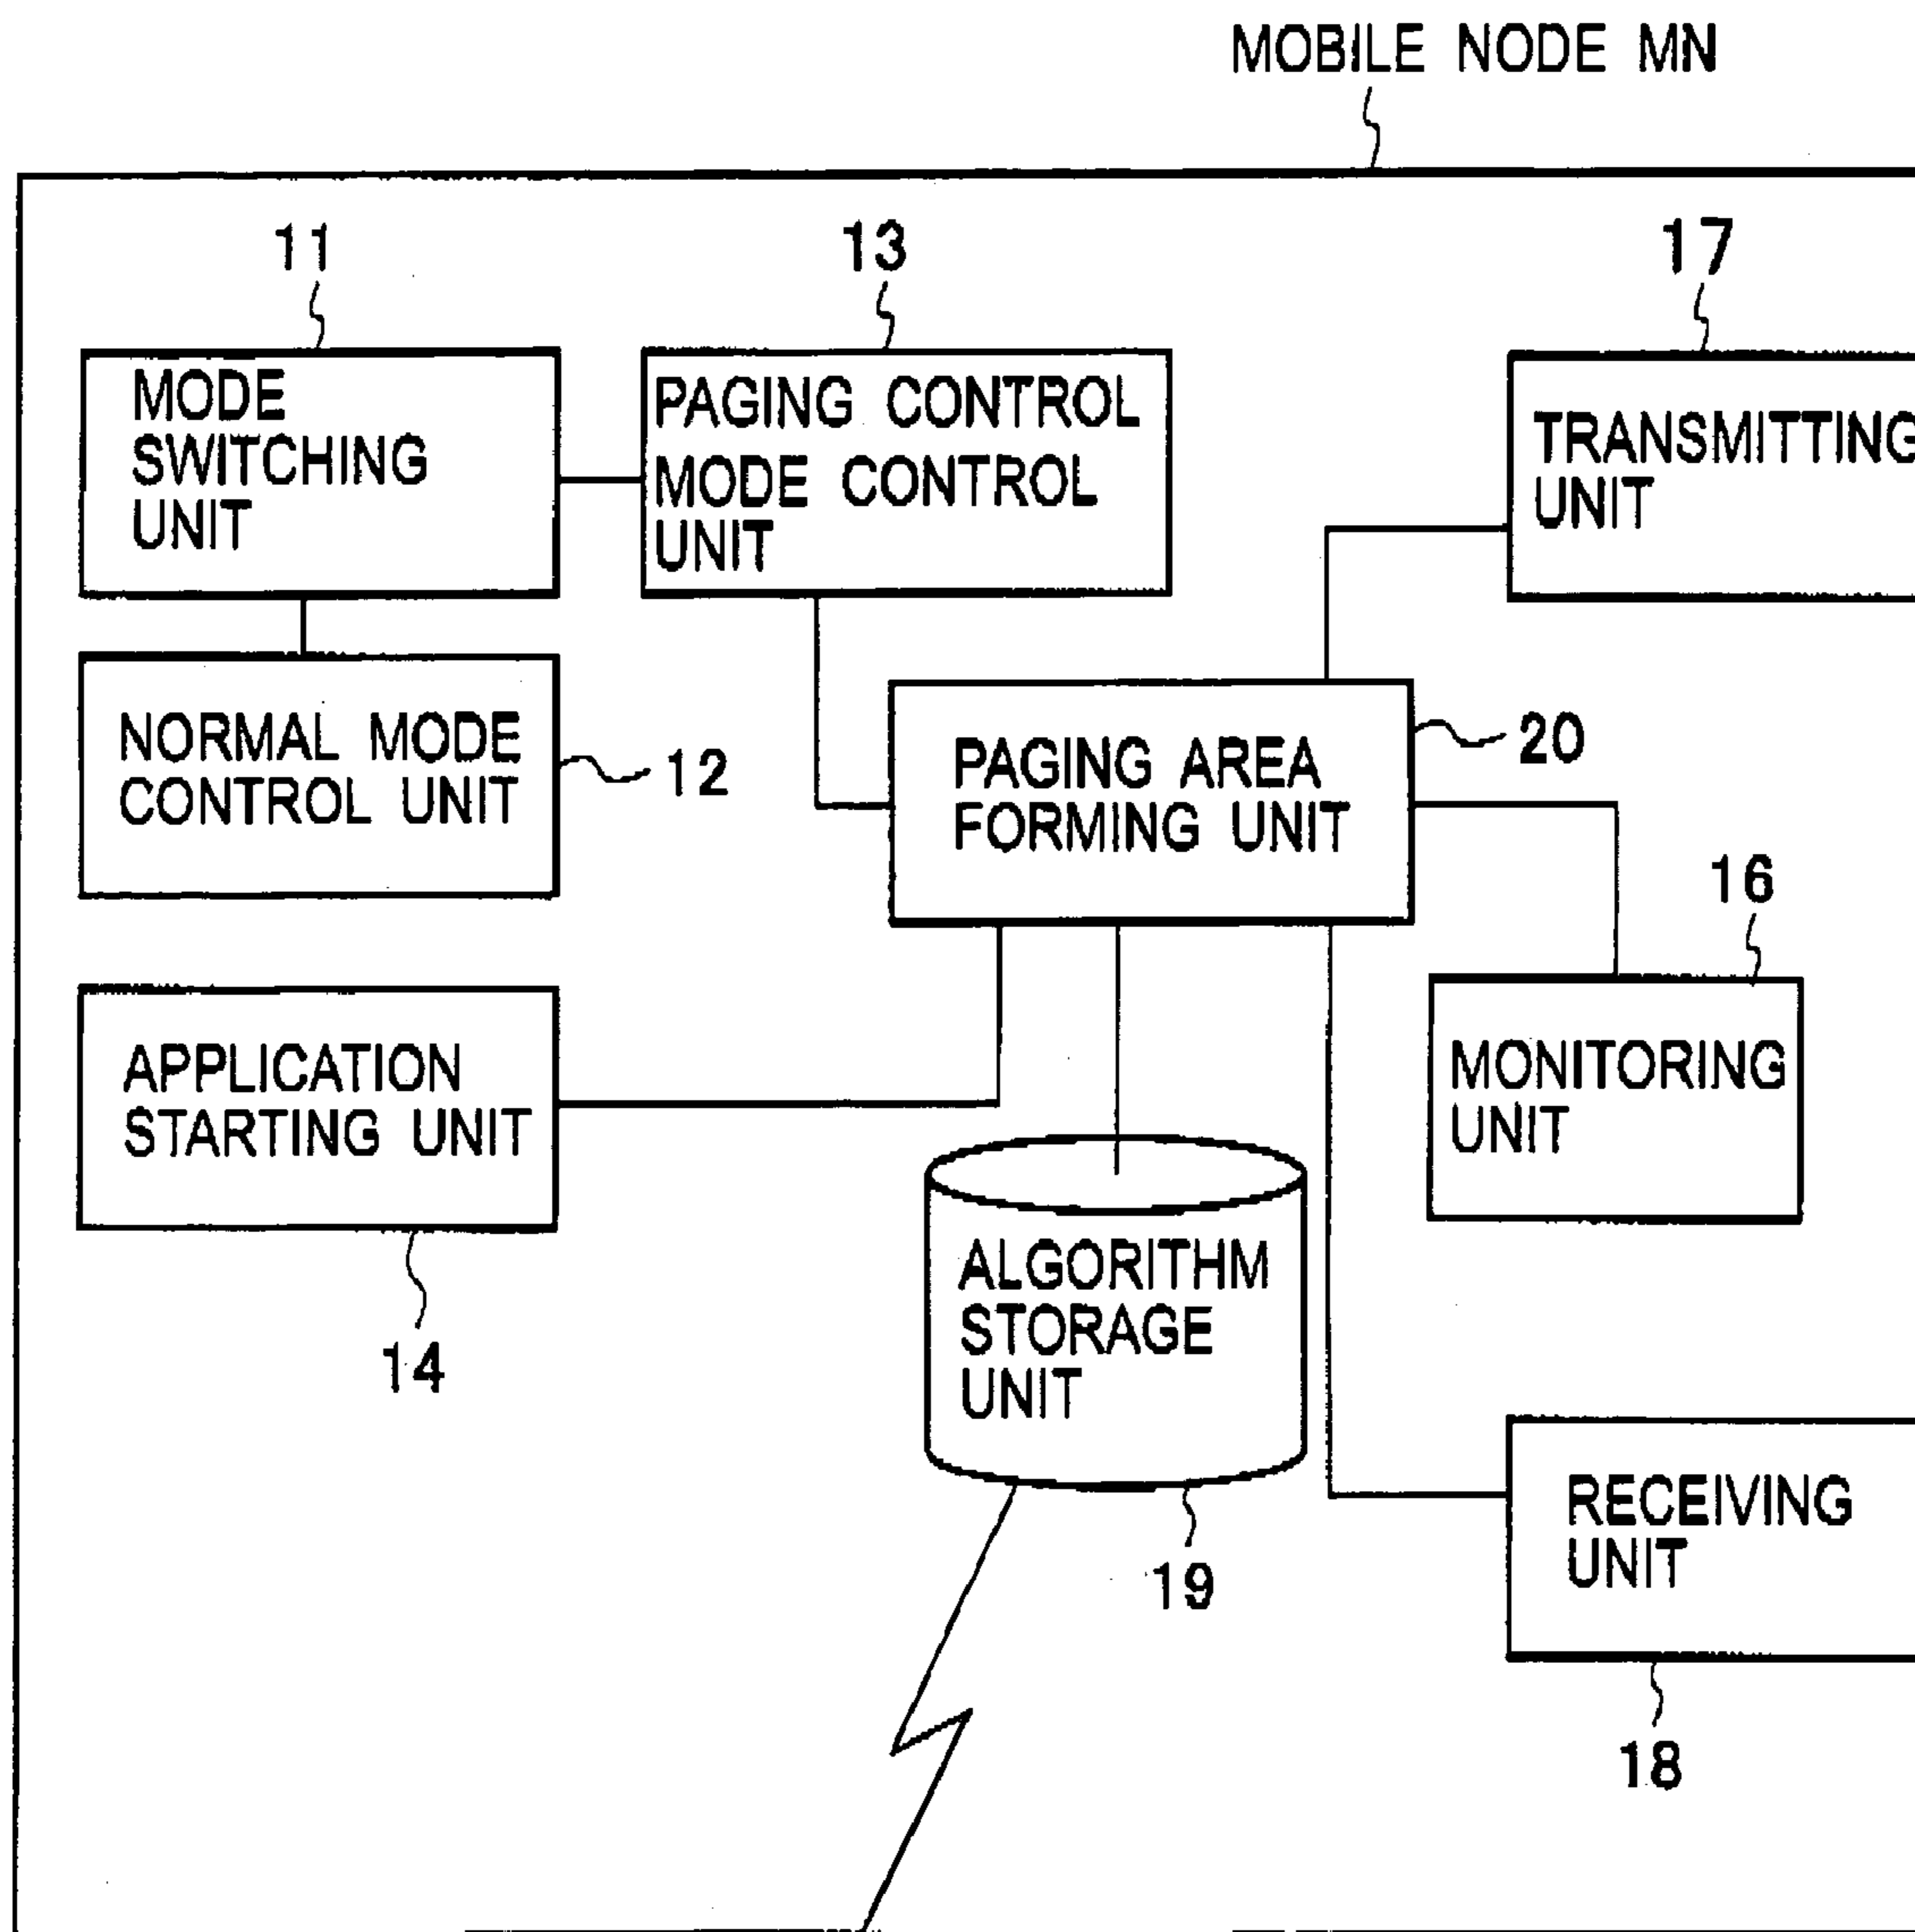 MOBILE NODE MN
11
13
17
MODE
SWITCHING
UNIT
PAGING CONTROL
MODE CONTROL
UNIT
TRANSMITTING
UNIT
NORMAL MODE
CONTROL UNIT
12
PAGING AREA
FORMING UNIT
20
16
APPLICATION
STARTING UNIT
MONITORING
UNIT
14
ALGORITHM
STORAGE
UNIT
19
RECEIVING
UNIT
18